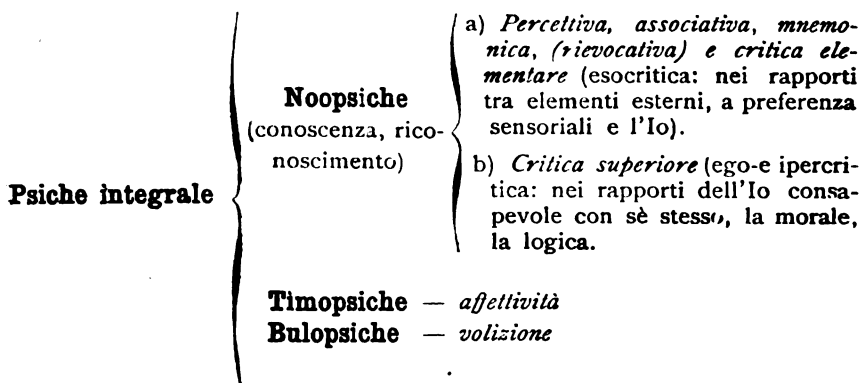 a) Percettiva, associativa, mnemo-
nica, (rievocativa) e critica ele-
mentare (esocritica: nei rapporti
tra elementi esterni, a preferenza
sensoriali e l'Io).
Noopsiche
(conoscenza, rico-
noscimento)
b) Critica superiore (ego-e ipercri-
tica: nei rapporti dell'Io consa-
pevole con sè stesso, la morale,
la logica.
Psiche integrale
Timopsiche — affettività
Bulopsiche — volizione